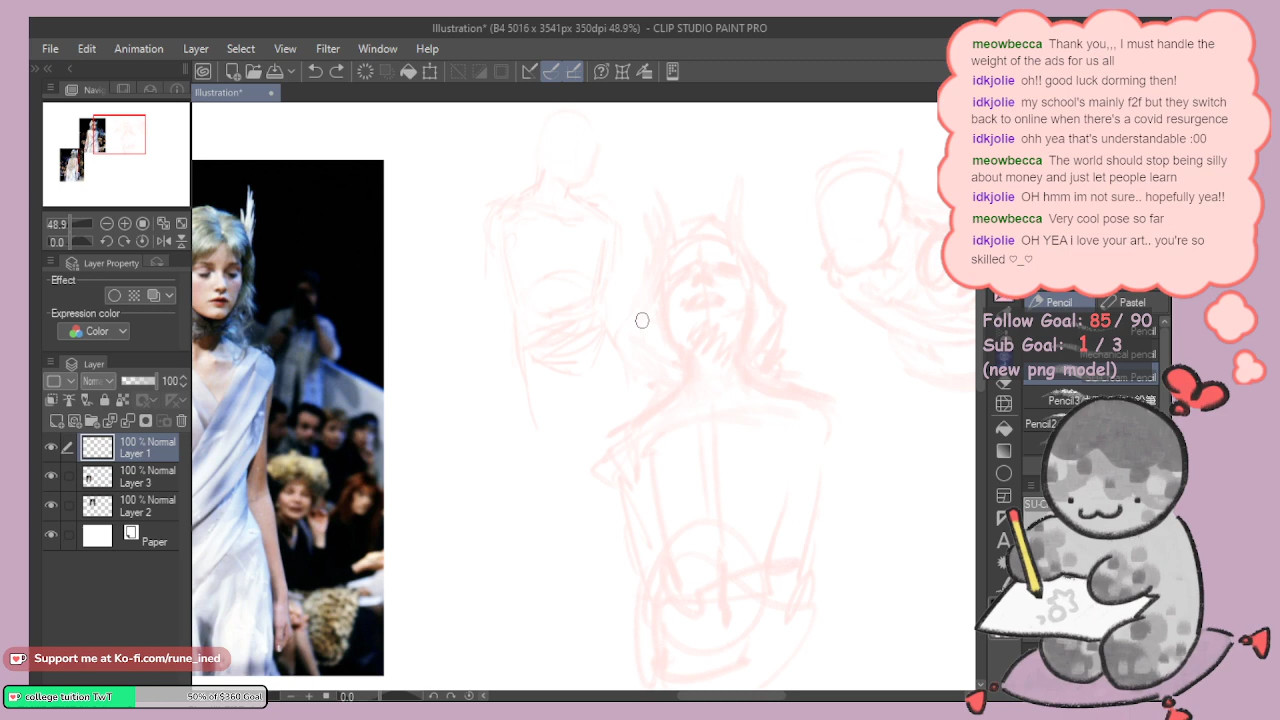 Illustration* (B4 5016 x 3541px 350dpi 48.9%) - CLIP STUDIO PAINT PRO
File Edit Animation Layer Select View Filter Window Help
Illustration*
48.9
0.0
Layer Property
Effect
Expression color
Color
Layer
100
100 % Normal
Layer 1
100 % Normal
Layer 3
100 % Normal
Layer 2
Paper
Support me at Ko-fi.com/rune_ined
college tuition TwT
50% of $360 Goal
0.0
meowbecca Thank you,,, I must handle the
weight of the ads for us all
idkjolie oh!! good luck dorming then!
idkjolie my school's mainly f2f but they switch
back to online when there's a covid resurgence
idkjolie ohh yea that's understandable :00
meowbecca The world should stop being silly
about money and just let people learn
idkjolie OH hmm im not sure.. hopefully yea!!
meowbecca Very cool pose so far
idkjolie OH YEA i love your art.. you're so
skilled ♡_♡
Pencil Pastel
Follow Goal: 85 / 90
Pencil
Sub Goal: 1 / 3
Mechanical pencil
(new png model)
Pencil